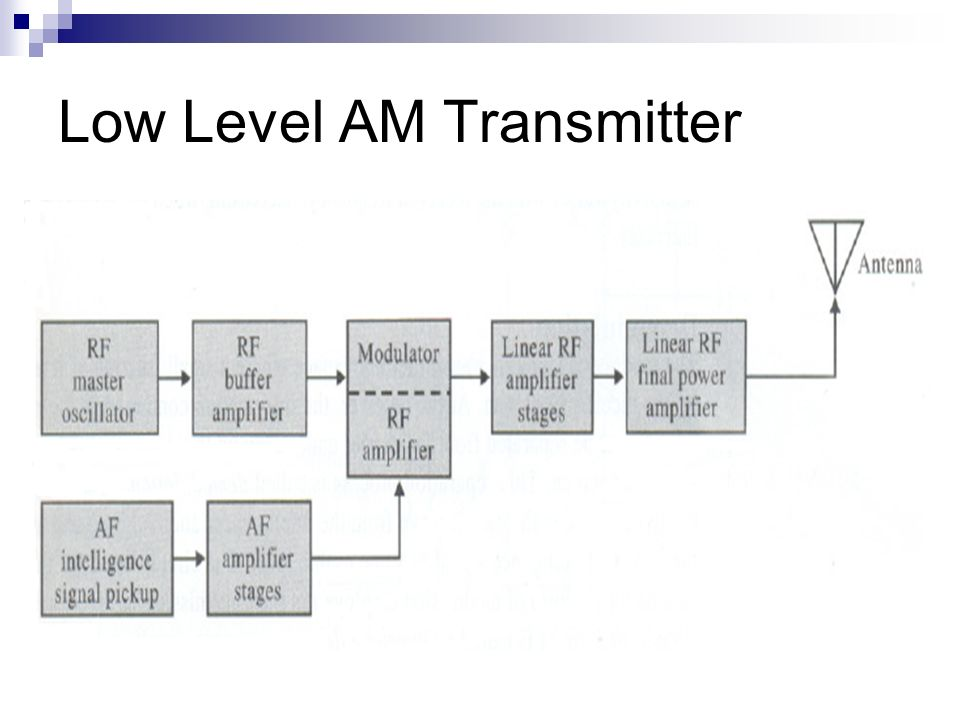 Low Level AM Transmitter
Antenna
RF
master
oscillator
RF
buffer
amplifier
Modulator
RF
amplifier
Linear RF
amplifier
stages
Linear RF
final power
amplifier
AF
intelligence
signal pickup
AF
amplifier
stages